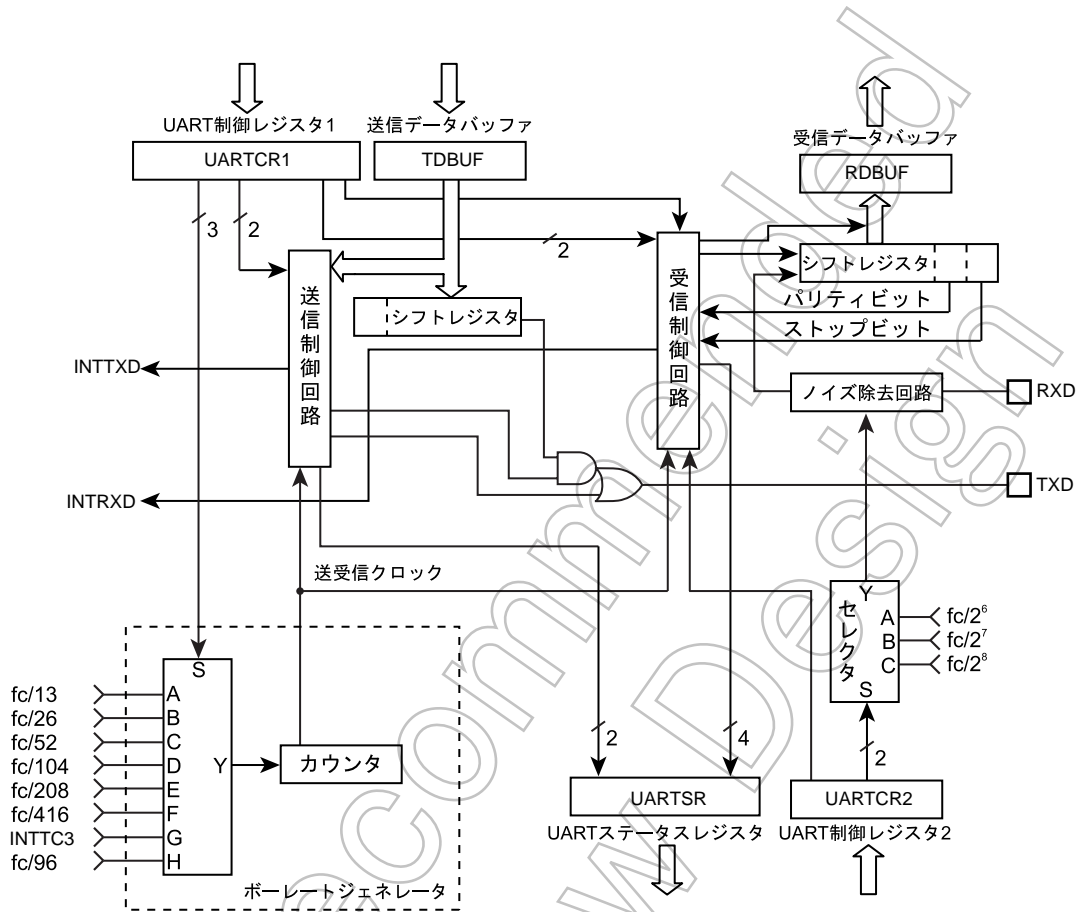 UART制御レジスタ1
送信データバッファ
受信データバッファ
UARTCR1
TDBUF
RDBUF
3
2
2
送信制御回路
受信制御回路
シフトレジスタ
シフトレジスタ
パリティビット
ストップビット
INTTXD
ノイズ除去回路
RXD
INTRXD
TXD
送受信クロック
セレクタ
Y
A
B
C
S
fc/2⁶
fc/2⁷
fc/2⁸
S
fc/13
A
fc/26
B
fc/52
C
fc/104
D
Y
カウンタ
fc/208
E
fc/416
F
INTTC3
G
fc/96
H
ボーレートジェネレータ
2
4
2
UARTSR
UARTCR2
UARTステータスレジスタ
UART制御レジスタ2
ecommended
w Design